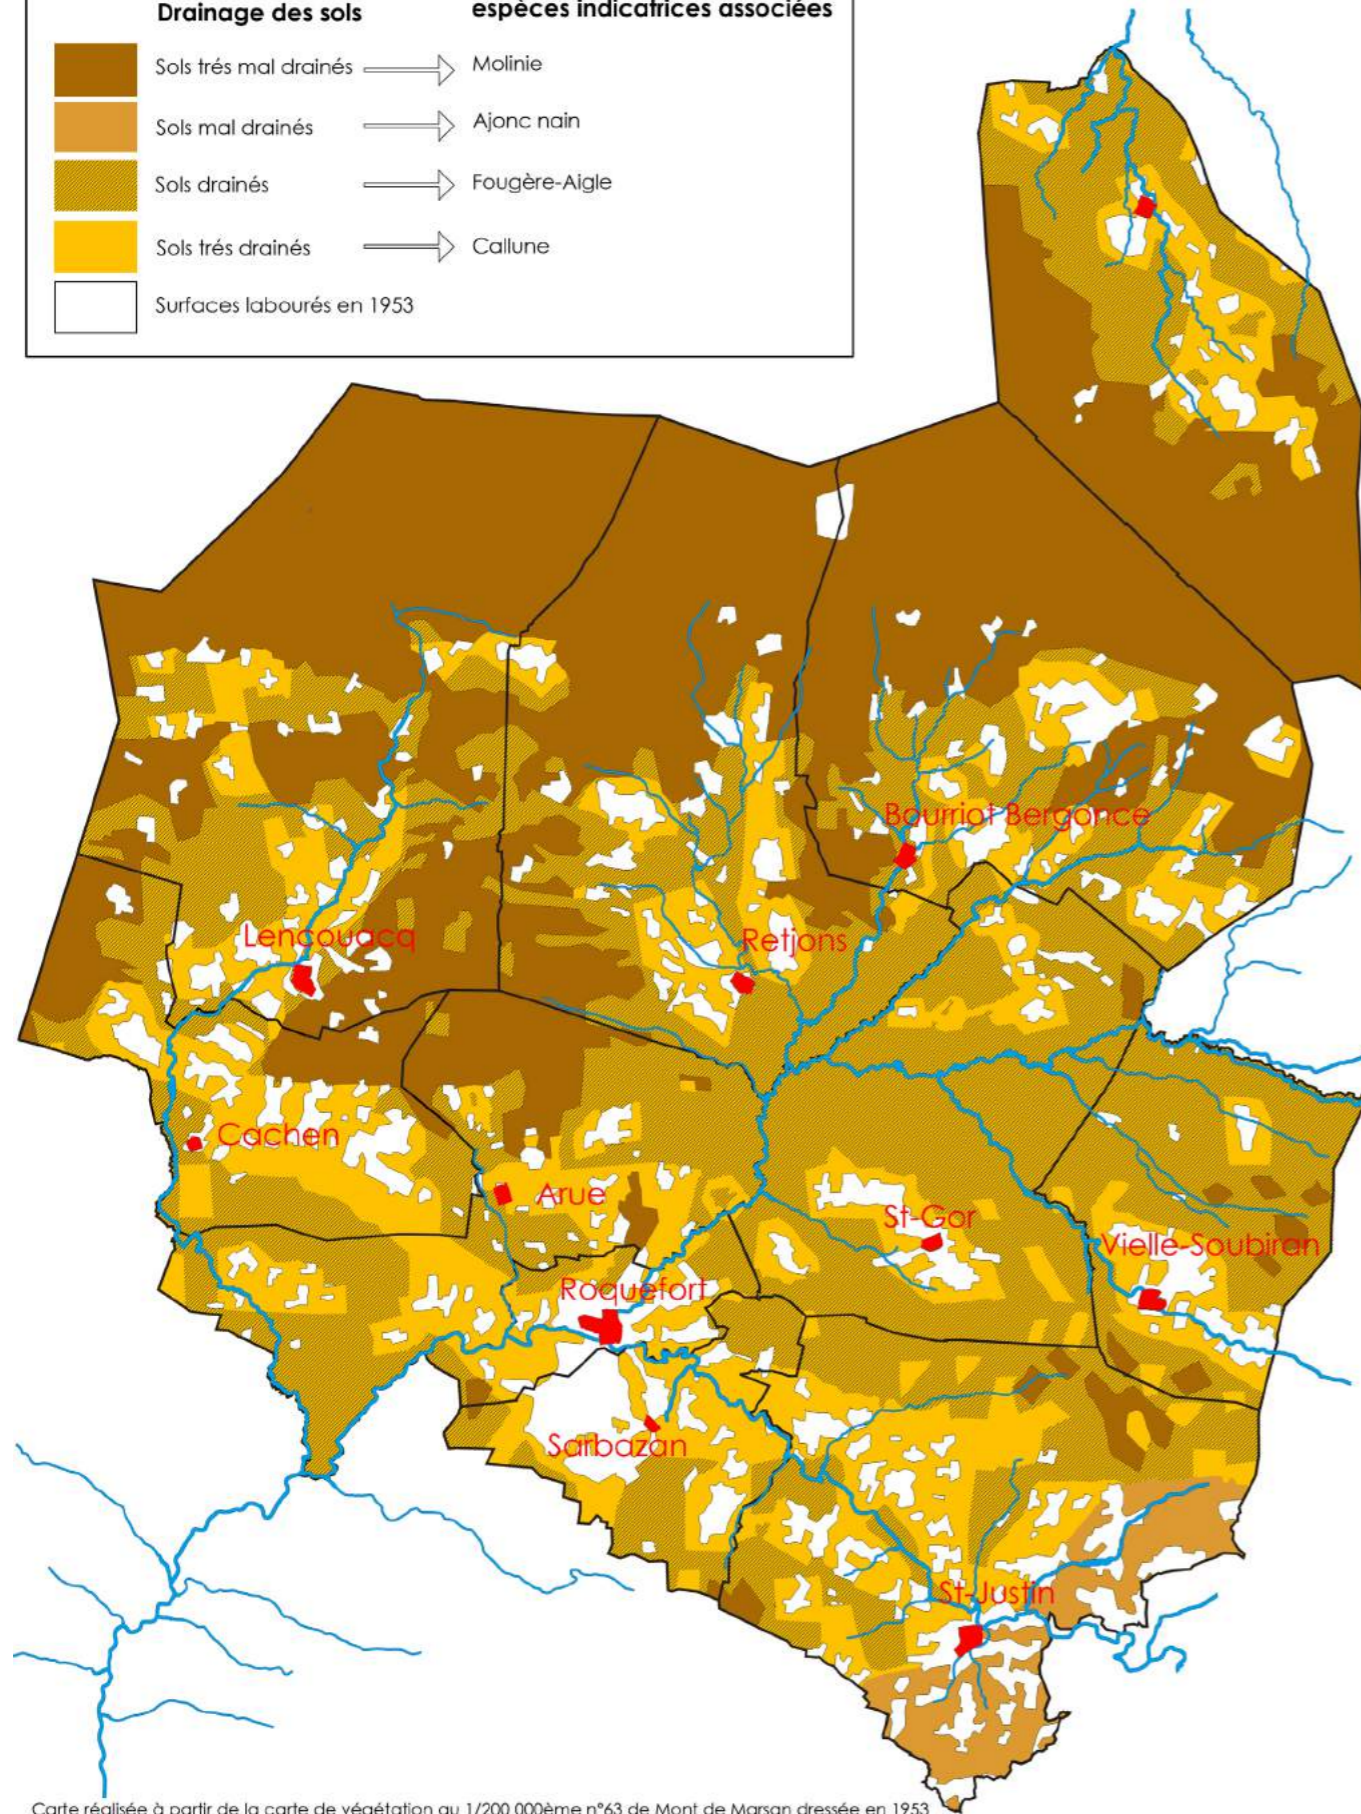 Drainage des sols
espèces indicatrices associées
Sols trés mal drainés
Molinie
Sols mal drainés
Ajonc nain
Sols drainés
Fougère-Aigle
Sols trés drainés
Callune
Surfaces labourés en 1953
Bourriot Bergonce
Lencouacq
Retjons
Cachen
Arue
St-Gor
Vielle-Soubiran
Roquefort
Sarbazan
St-Justin
Carte réalisée à partir de la carte de végétation au 1/200 000ème n°63 de Mont de Marsan dressée en 1953